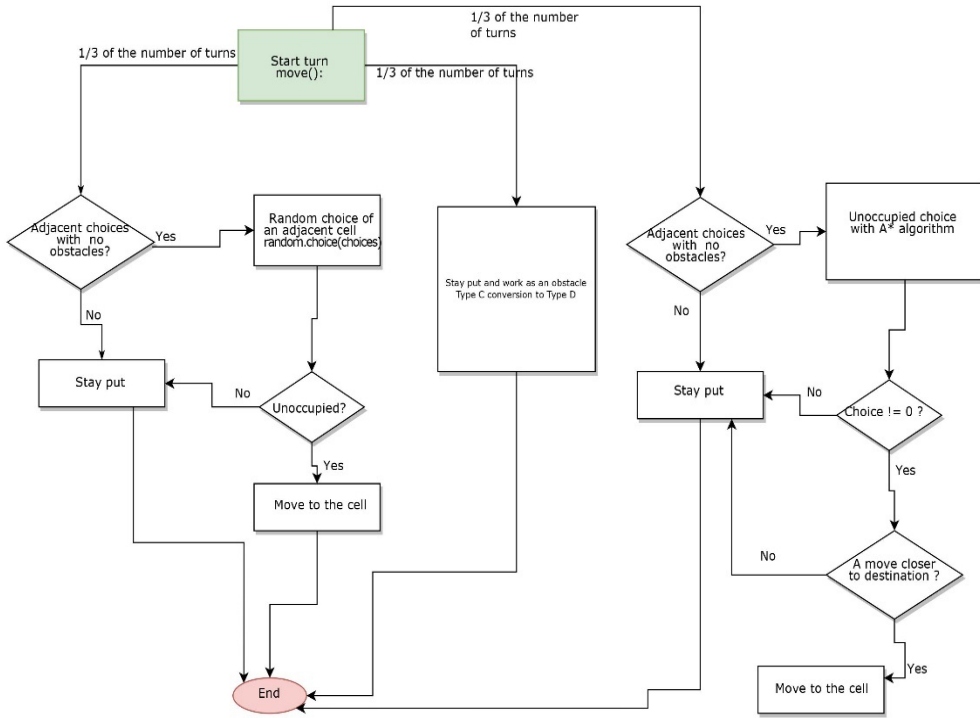 1/3 of the number
of turns
1/3 of the number of turns
Start turn
move():
1/3 of the number of turns
Adjacent choices
with no
obstacles?
Yes
Random choice of
an adjacent cell
random.choice(choices)
No
Stay put
No
Unoccupied?
Yes
Move to the cell
Stay put and work as an obstacle
Type C conversion to Type D
Adjacent choices
with no
obstacles?
Yes
Unoccupied choice
with A* algorithm
No
Stay put
No
Choice != 0 ?
Yes
No
A move closer
to destination ?
Yes
Move to the cell
End